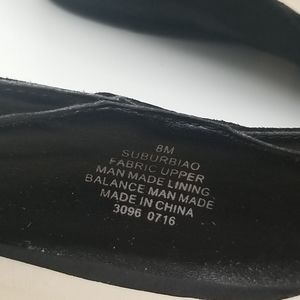 8M
SUBURBIAO
FABRIC UPPER
MAN MADE LINING
BALANCE MAN MADE
MADE IN CHINA
3096 0716